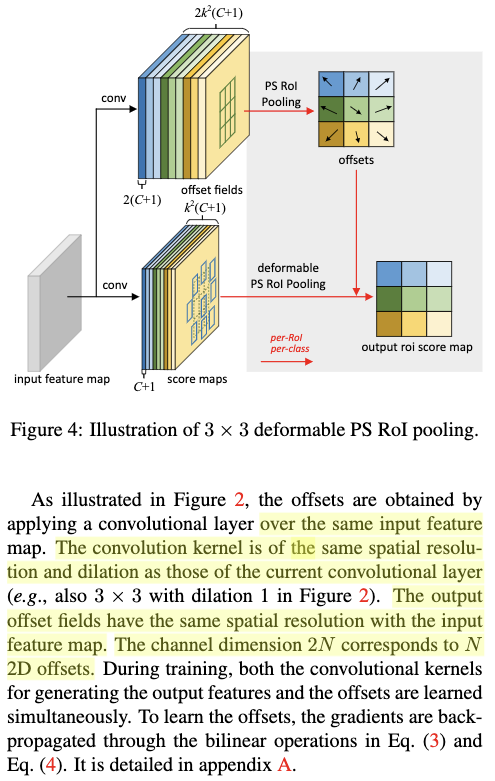 2k²(C+1)
conv
PS RoI
Pooling
offsets
2(C+1)
offset fields
k²(C+1)
conv
deformable
PS RoI Pooling
per-RoI
per-class
output roi score map
input feature map
C+1
score maps
Figure 4: Illustration of 3 × 3 deformable PS RoI pooling.
As illustrated in Figure 2, the offsets are obtained by
applying a convolutional layer over the same input feature
map. The convolution kernel is of the same spatial resolu-
tion and dilation as those of the current convolutional layer
(e.g., also 3 × 3 with dilation 1 in Figure 2). The output
offset fields have the same spatial resolution with the input
feature map. The channel dimension 2N corresponds to N
2D offsets. During training, both the convolutional kernels
for generating the output features and the offsets are learned
simultaneously. To learn the offsets, the gradients are back-
propagated through the bilinear operations in Eq. (3) and
Eq. (4). It is detailed in appendix A.